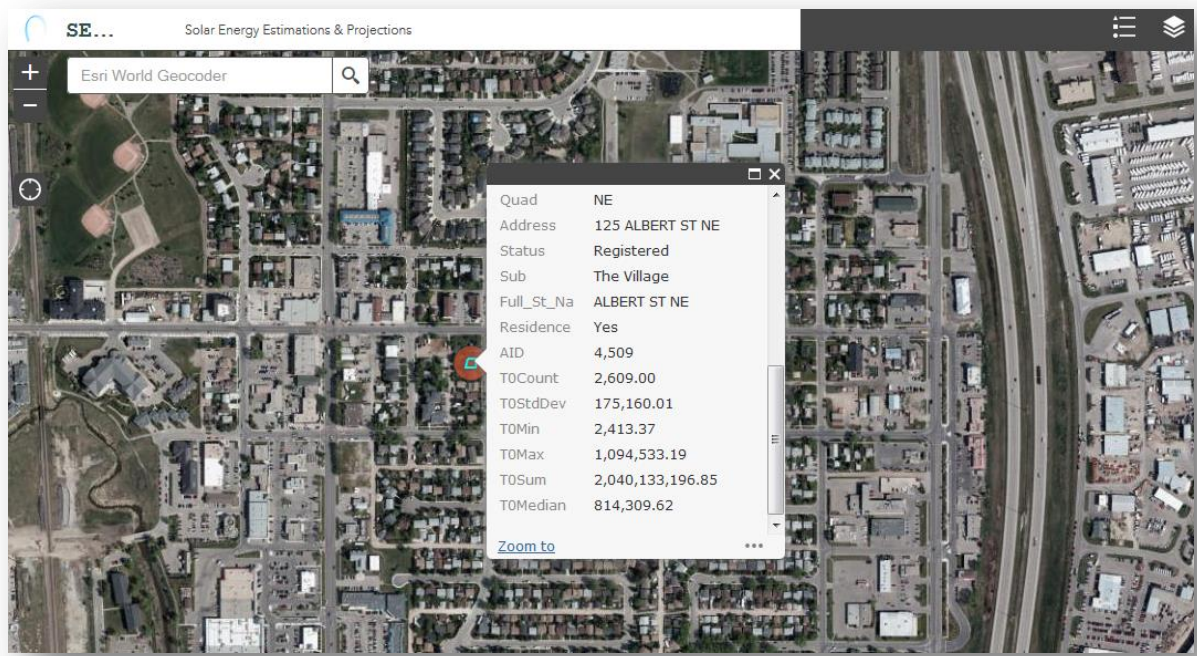 SE...
Solar Energy Estimations & Projections
Esri World Geocoder
Quad NE
Address 125 ALBERT ST NE
Status Registered
Sub The Village
Full_St_Na ALBERT ST NE
Residence Yes
AID 4,509
T0Count 2,609.00
T0StdDev 175,160.01
T0Min 2,413.37
T0Max 1,094,533.19
T0Sum 2,040,133,196.85
T0Median 814,309.62
Zoom to